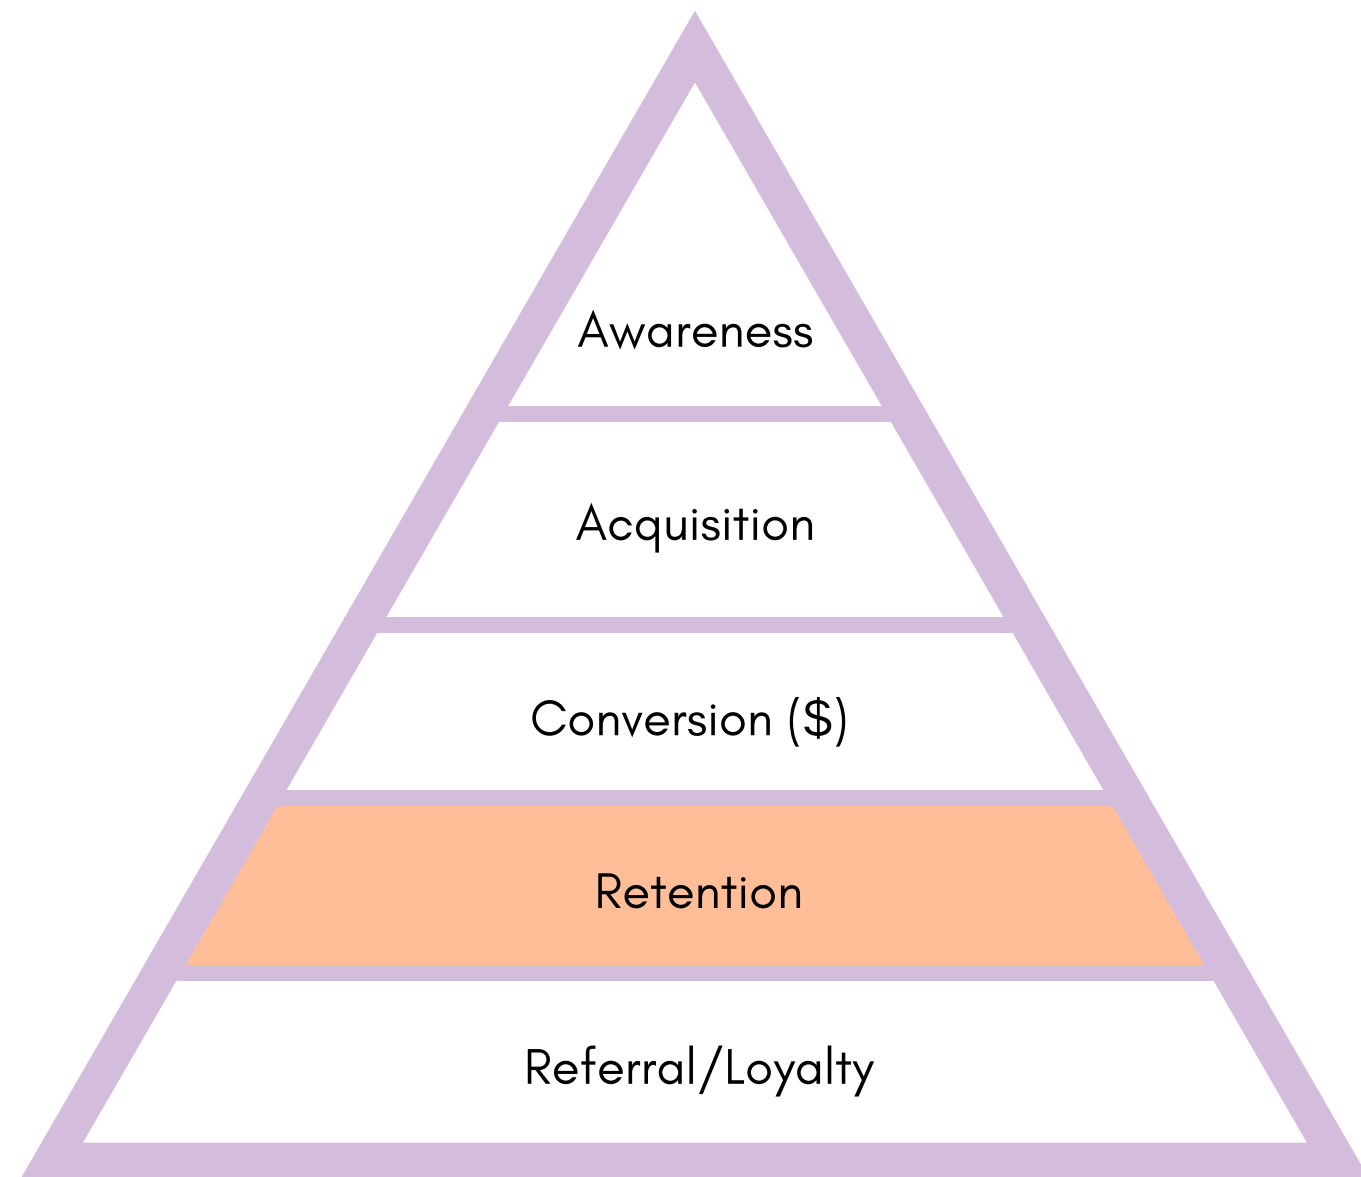 Awareness
Acquisition
Conversion ($)
Retention
Referral/Loyalty